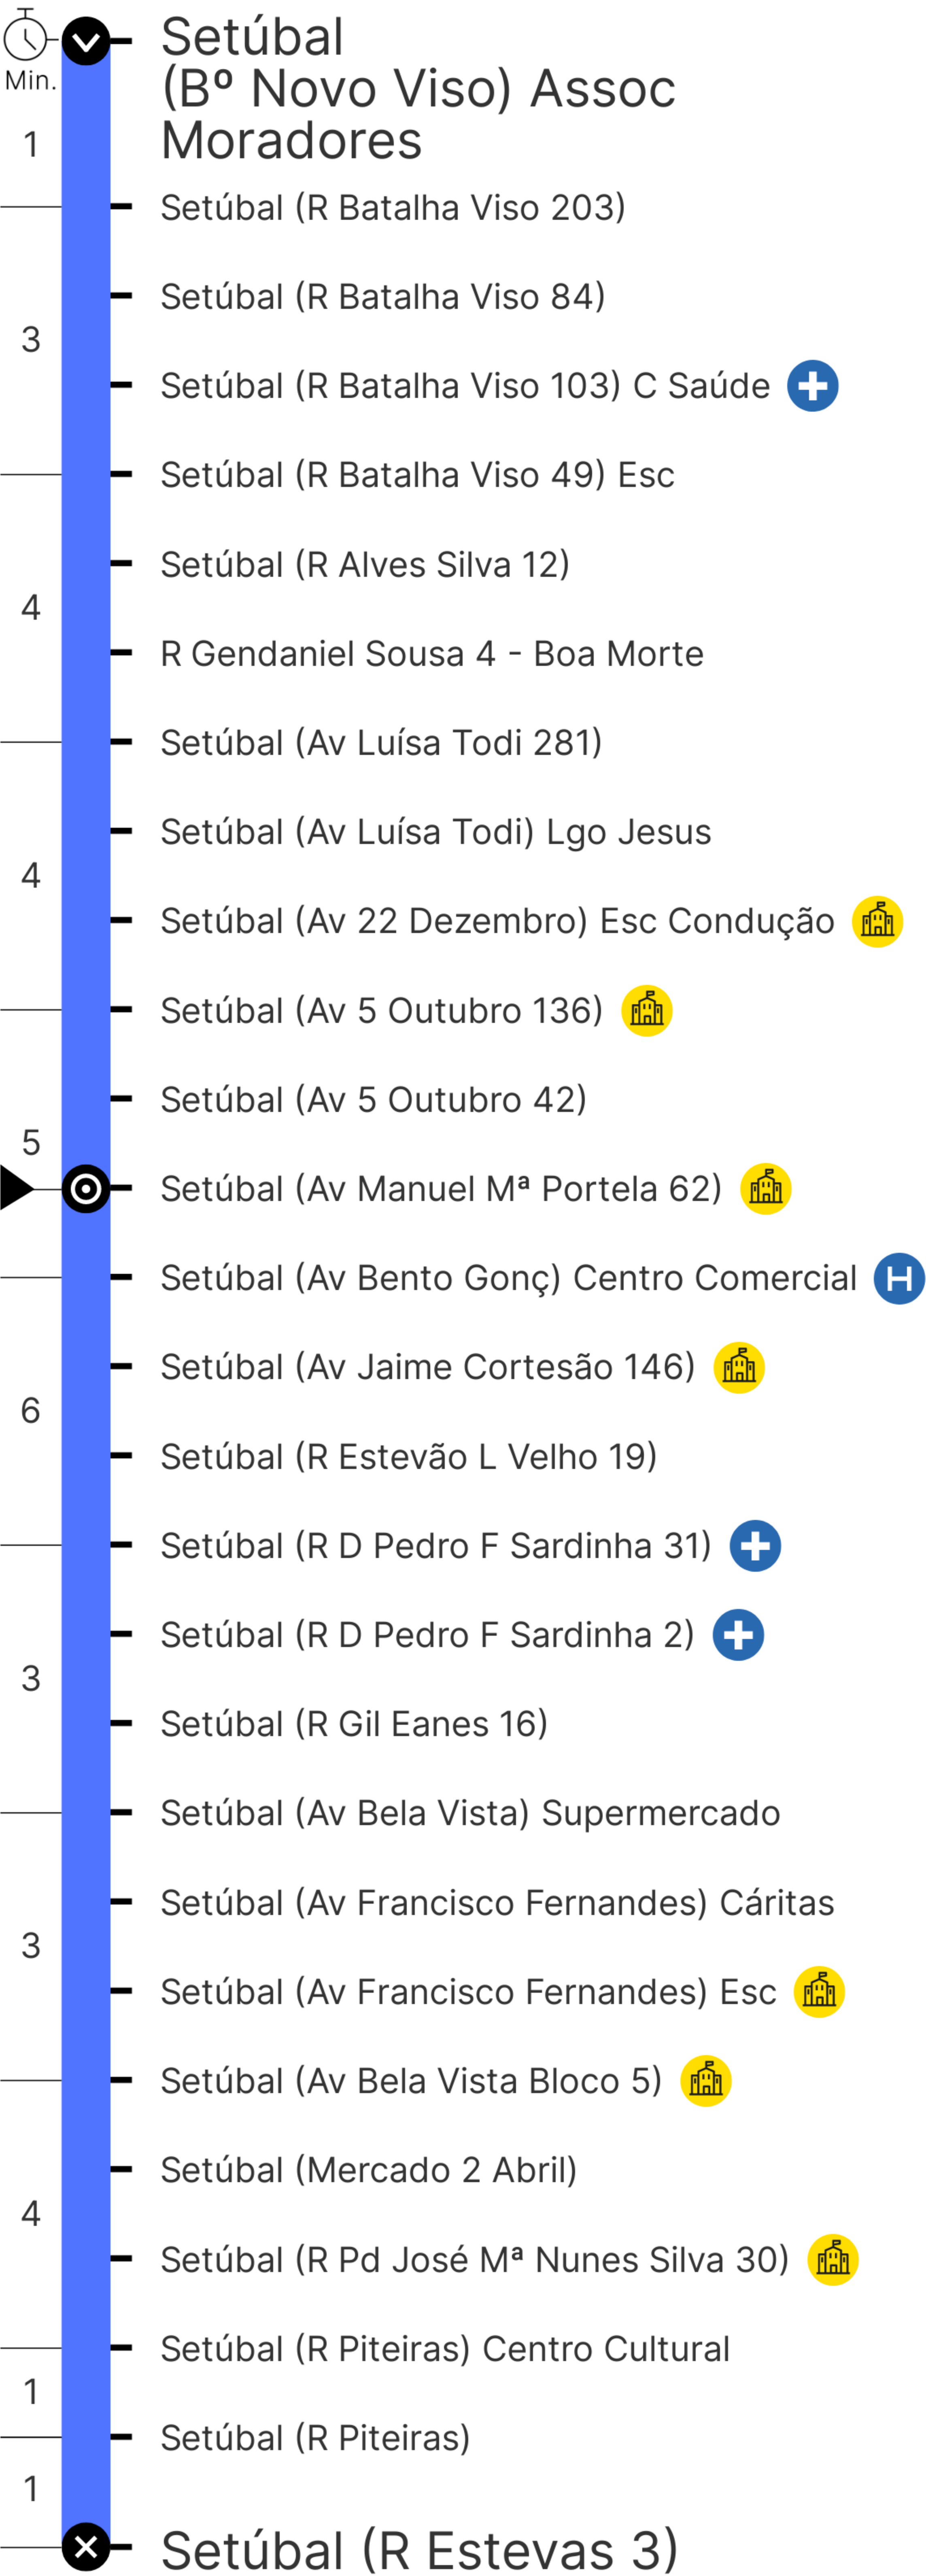 Setúbal
Min.
(Bº Novo Viso) Assoc
1
Moradores
Setúbal (R Batalha Viso 203)
Setúbal (R Batalha Viso 84)
3
Setúbal (R Batalha Viso 103) C Saúde
Setúbal (R Batalha Viso 49) Esc
Setúbal (R Alves Silva 12)
4
R Gendaniel Sousa 4 - Boa Morte
Setúbal (Av Luísa Todi 281)
Setúbal (Av Luísa Todi) Lgo Jesus
4
Setúbal (Av 22 Dezembro) Esc Condução
Setúbal (Av 5 Outubro 136)
Setúbal (Av 5 Outubro 42)
5
Setúbal (Av Manuel Mª Portela 62)
Setúbal (Av Bento Gonç) Centro Comercial H
Setúbal (Av Jaime Cortesão 146)
6
Setúbal (R Estevão L Velho 19)
Setúbal (R D Pedro F Sardinha 31)
Setúbal (R D Pedro F Sardinha 2)
3
Setúbal (R Gil Eanes 16)
Setúbal (Av Bela Vista) Supermercado
Setúbal (Av Francisco Fernandes) Cáritas
3
Setúbal (Av Francisco Fernandes) Esc
Setúbal (Av Bela Vista Bloco 5)
Setúbal (Mercado 2 Abril)
4
Setúbal (R Pd José Mª Nunes Silva 30)
Setúbal (R Piteiras) Centro Cultural
1
Setúbal (R Piteiras)
1
Setúbal (R Estevas 3)